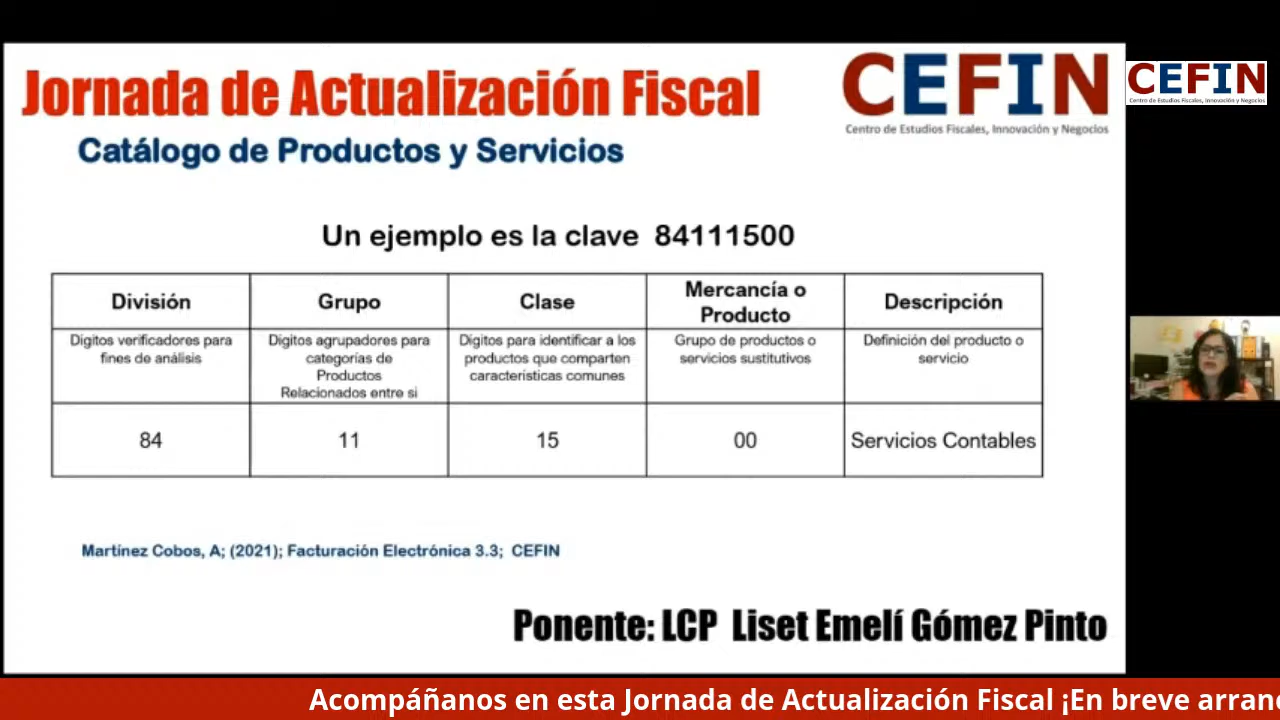 Jornada de Actualización Fiscal
CEFIN
Centro de Estudios Fiscales, Innovación y Negocios
CEFIN
Centro de Estudios Fiscales, Innovación y Negocios
Catálogo de Productos y Servicios
Un ejemplo es la clave 84111500
División
Grupo
Clase
Mercancía o
Producto
Descripción
Digitos verificadores para
fines de análisis
Digitos agrupadores para
categorías de
Productos
Relacionados entre si
Digitos para identificar a los
productos que comparten
características comunes
Grupo de productos o
servicios sustitutivos
Definición del producto o
servicio
84
11
15
00
Servicios Contables
Martínez Cobos, A; (2021); Facturación Electrónica 3.3; CEFIN
Ponente: LCP Liset Emelí Gómez Pinto
Acompáñanos en esta Jornada de Actualización Fiscal ¡En breve arran